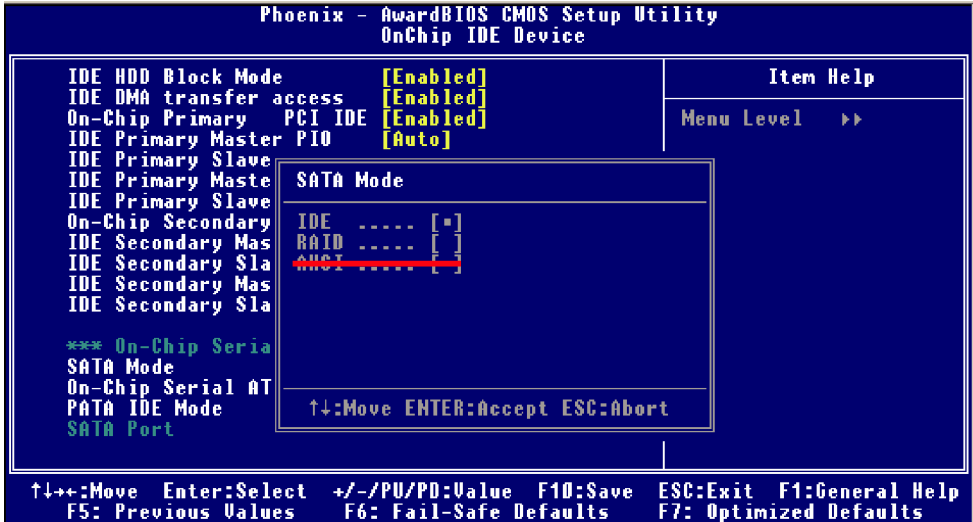 Phoenix - AwardBIOS CMOS Setup Utility
OnChip IDE Device
IDE HDD Block Mode [Enabled]
IDE DMA transfer access [Enabled]
On-Chip Primary PCI IDE [Enabled]
IDE Primary Master PIO [Auto]
IDE Primary Slave
IDE Primary Maste
IDE Primary Slave
On-Chip Secondary
IDE Secondary Mas
IDE Secondary Sla
IDE Secondary Mas
IDE Secondary Sla
*** On-Chip Seria
SATA Mode
On-Chip Serial AT
PATA IDE Mode
SATA Port
Item Help
Menu Level ▸▸
SATA Mode
IDE ..... [▪]
RAID ..... [ ]
AHCI ..... [ ]
↑↓:Move ENTER:Accept ESC:Abort
↑↓→←:Move Enter:Select +/-/PU/PD:Value F10:Save ESC:Exit F1:General Help
F5: Previous Values F6: Fail-Safe Defaults F7: Optimized Defaults